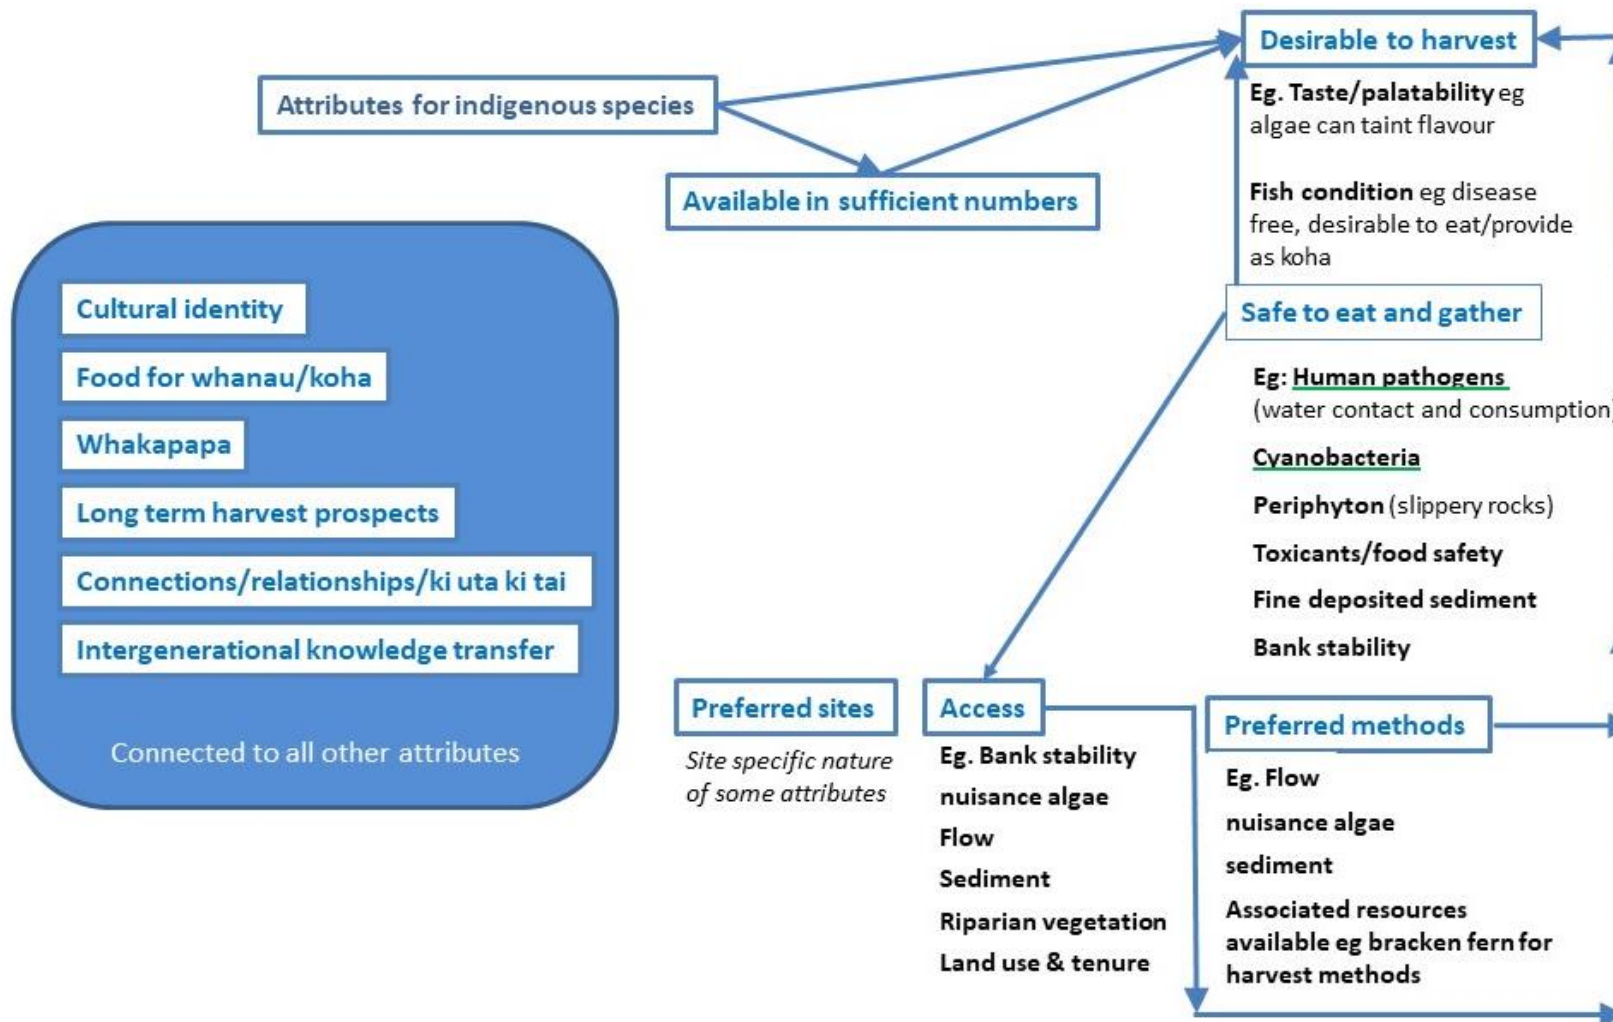 Desirable to harvest
Eg. Taste/palatability eg
algae can taint flavour
Fish condition eg disease
free, desirable to eat/provide
as koha
Attributes for indigenous species
Available in sufficient numbers
Cultural identity
Food for whanau/koha
Whakapapa
Long term harvest prospects
Connections/relationships/ki uta ki tai
Intergenerational knowledge transfer
Connected to all other attributes
Safe to eat and gather
Eg: Human pathogens
(water contact and consumption)
Cyanobacteria
Periphyton (slippery rocks)
Toxicants/food safety
Fine deposited sediment
Bank stability
Preferred sites
Site specific nature
of some attributes
Access
Eg. Bank stability
nuisance algae
Flow
Sediment
Riparian vegetation
Land use & tenure
Preferred methods
Eg. Flow
nuisance algae
sediment
Associated resources
available eg bracken fern for
harvest methods